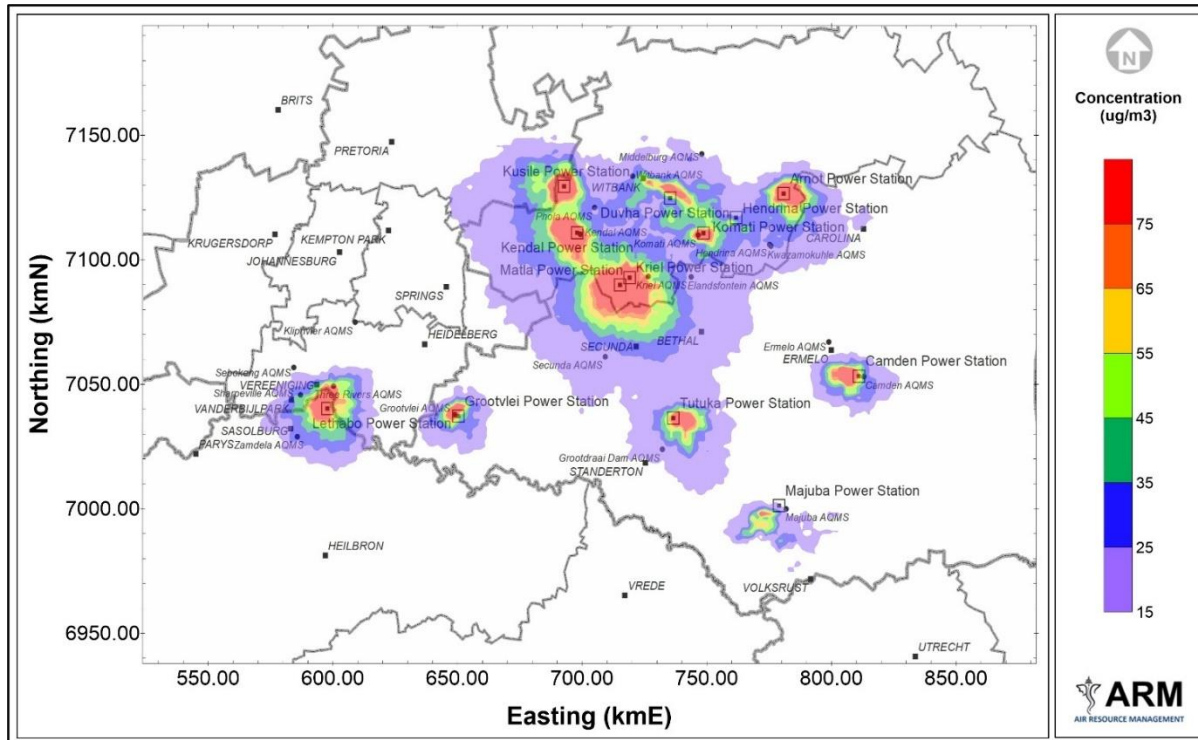 BRITS
PRETORIA
KRUGERSDORP
KEMPTON PARK
JOHANNESBURG
SPRINGS
Klipriver AQMS
HEIDELBERG
Middelburg AQMS
Kusile Power Station
Witbank AQMS
WITBANK
Arnot Power Station
Phola AQMS
Duvha Power Station
Hendrina Power Station
Kendal AQMS
Komati Power Station
CAROLINA
Kendal Power Station
Komati AQMS
Hendrina AQMS
Kwazamokuhle AQMS
Matla Power Station
Kriel Power Station
Kriel AQMS
Elandsfontein AQMS
SECUNDA
BETHAL
Secunda AQMS
Ermelo AQMS
ERMELO
Camden Power Station
Camden AQMS
Sebokeng AQMS
VEREENIGING
Sharpeville AQMS
Three Rivers AQMS
VANDERBIJLPARK
SASOLBURG
Lethabo Power Station
PARYS
Zamdela AQMS
Grootvlei AQMS
Grootvlei Power Station
Tutuka Power Station
Grootdraai Dam AQMS
STANDERTON
Majuba Power Station
Majuba AQMS
HEILBRON
VREDE
VOLKSRUST
UTRECHT
7150.00
7100.00
7050.00
7000.00
6950.00
Northing (kmN)
550.00 600.00 650.00 700.00 750.00 800.00 850.00
Easting (kmE)
N
Concentration
(ug/m3)
75
65
55
45
35
25
15
ARM
AIR RESOURCE MANAGEMENT